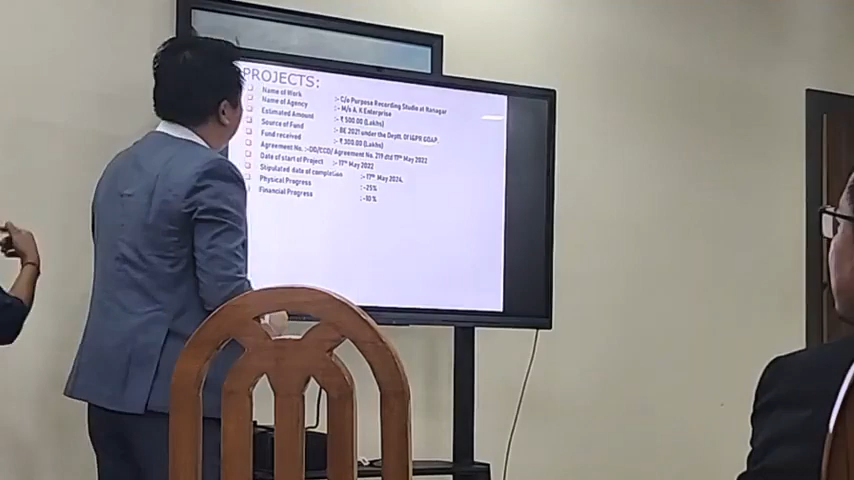 PROJECTS:
Name of Work :- C/o Purpose Recording Studio at Itanagar
Name of Agency :- M/s A. K Enterprise
Estimated Amount :- ₹ 500.00 (Lakhs)
Source of Fund :- BE 2021 under the Deptt. Of I&PR GOAP.
Fund received :- ₹ 300.00 (Lakhs)
Agreement No. :-DD/CCD/ Agreement No. 219 dtd 17th May 2022
Date of start of Project :- 17th May 2022
Stipulated date of completion :- 17th May 2024.
Physical Progress :-25%
Financial Progress :-10%